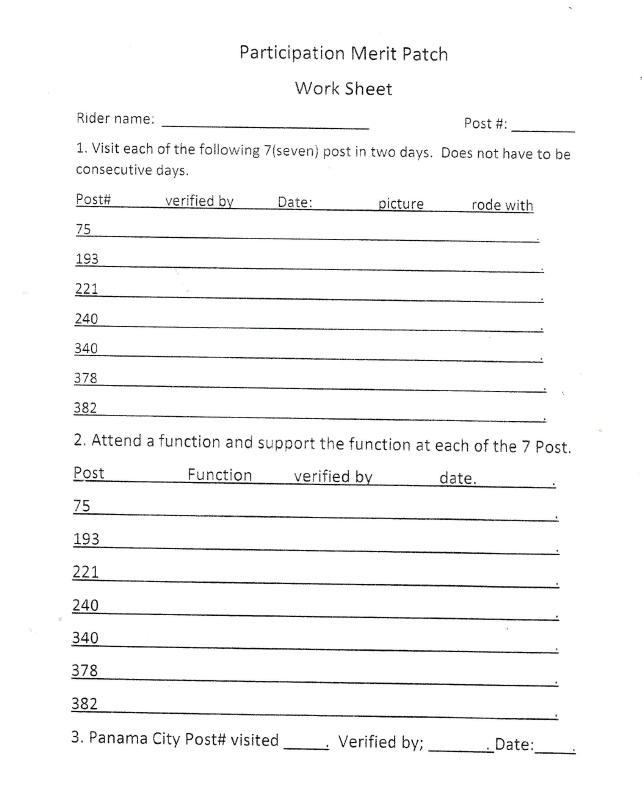 Participation Merit Patch
Work Sheet
Rider name: ____________________ Post #: ________
1. Visit each of the following 7(seven) post in two days. Does not have to be
consecutive days.
Post# verified by Date: picture rode with
75 .
193 .
221 .
240 .
340 .
378 .
382 .
2. Attend a function and support the function at each of the 7 Post.
Post Function verified by date. .
75 .
193 .
221 .
240 .
340 .
378 .
382 .
3. Panama City Post# visited _____. Verified by; _______. Date:_____.